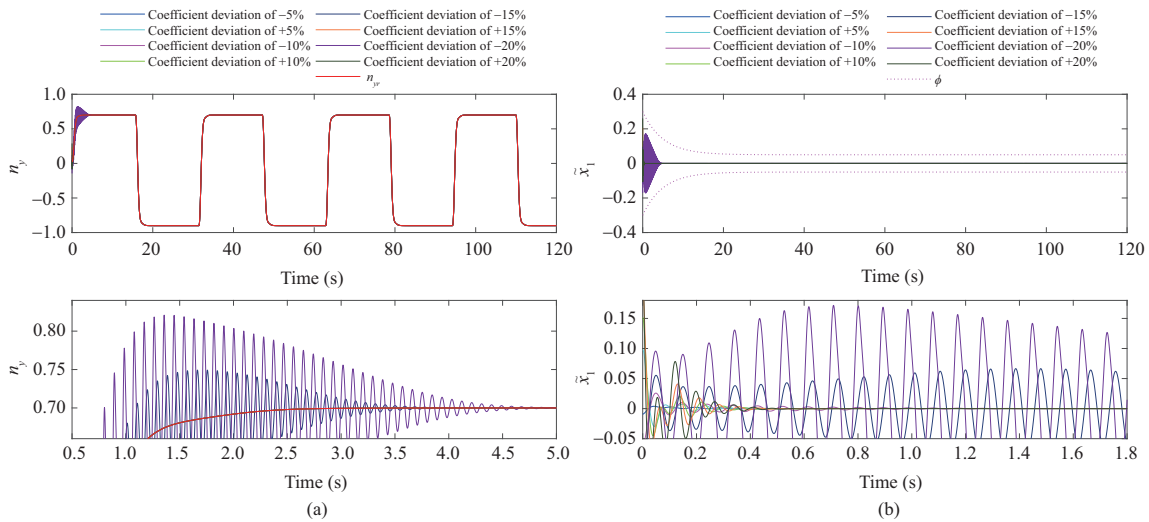 Coefficient deviation of −5% Coefficient deviation of −15%
Coefficient deviation of +5% Coefficient deviation of +15%
Coefficient deviation of −10% Coefficient deviation of −20%
Coefficient deviation of +10% Coefficient deviation of +20%
n_yr
1.0
0.5
0
−0.5
−1.0
n_y
0 20 40 60 80 100 120
Time (s)
0.80
0.75
0.70
n_y
0.5 1.0 1.5 2.0 2.5 3.0 3.5 4.0 4.5 5.0
Time (s)
(a)
Coefficient deviation of −5% Coefficient deviation of −15%
Coefficient deviation of +5% Coefficient deviation of +15%
Coefficient deviation of −10% Coefficient deviation of −20%
Coefficient deviation of +10% Coefficient deviation of +20%
ϕ
0.4
0.2
0
−0.2
−0.4
x̃_1
0 20 40 60 80 100 120
Time (s)
0.15
0.10
0.05
0
−0.05
x̃_1
0 0.2 0.4 0.6 0.8 1.0 1.2 1.4 1.6 1.8
Time (s)
(b)